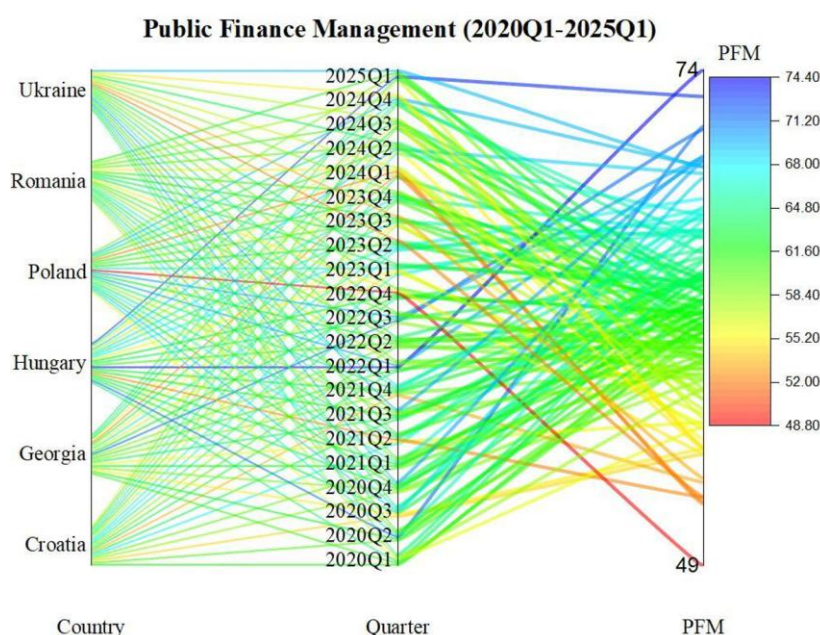 Public Finance Management (2020Q1-2025Q1)
PFM
Ukraine
Romania
Poland
Hungary
Georgia
Croatia
2025Q1
2024Q4
2024Q3
2024Q2
2024Q1
2023Q4
2023Q3
2023Q2
2023Q1
2022Q4
2022Q3
2022Q2
2022Q1
2021Q4
2021Q3
2021Q2
2021Q1
2020Q4
2020Q3
2020Q2
2020Q1
74
49
74.40
71.20
68.00
64.80
61.60
58.40
55.20
52.00
48.80
Country Quarter PFM